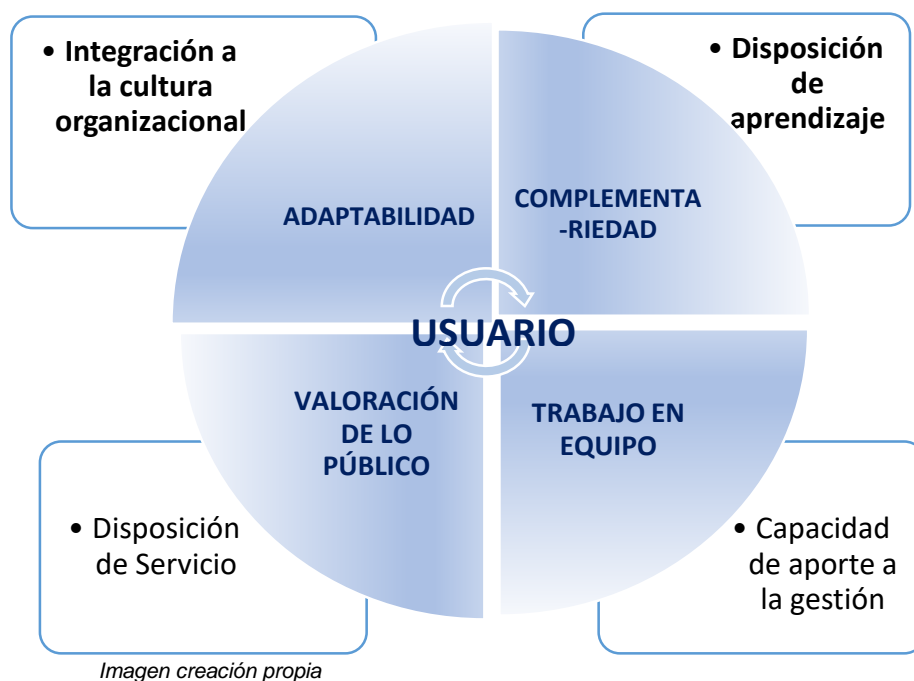 • Integración a
la cultura
organizacional
• Disposición
de
aprendizaje
ADAPTABILIDAD
COMPLEMENTA
-RIEDAD
USUARIO
VALORACIÓN
DE LO
PÚBLICO
TRABAJO EN
EQUIPO
• Disposición
de Servicio
• Capacidad
de aporte a
la gestión
Imagen creación propia